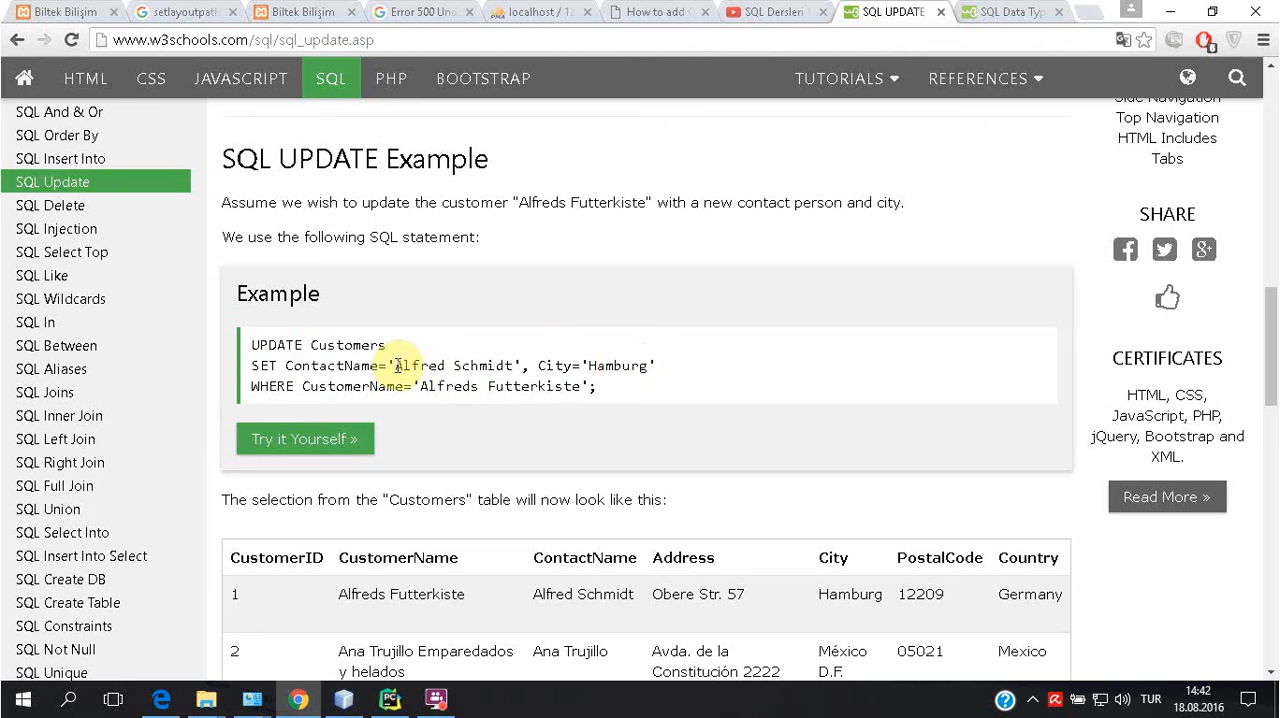 Biltek Bilişim
setlayoutpath
Biltek Bilişim
Error 500 Un
localhost / 12
How to add
SQL Dersleri
SQL UPDATE
SQL Data Typ
www.w3schools.com/sql/sql_update.asp
HTML CSS JAVASCRIPT SQL PHP BOOTSTRAP TUTORIALS REFERENCES
SQL And & Or
SQL Order By
SQL Insert Into
SQL Update
SQL Delete
SQL Injection
SQL Select Top
SQL Like
SQL Wildcards
SQL In
SQL Between
SQL Aliases
SQL Joins
SQL Inner Join
SQL Left Join
SQL Right Join
SQL Full Join
SQL Union
SQL Select Into
SQL Insert Into Select
SQL Create DB
SQL Create Table
SQL Constraints
SQL Not Null
SQL Unique
SQL UPDATE Example
Assume we wish to update the customer "Alfreds Futterkiste" with a new contact person and city.
We use the following SQL statement:
Example
UPDATE Customers
SET ContactName='Alfred Schmidt', City='Hamburg'
WHERE CustomerName='Alfreds Futterkiste';
Try it Yourself »
The selection from the "Customers" table will now look like this:
CustomerID CustomerName ContactName Address City PostalCode Country
1 Alfreds Futterkiste Alfred Schmidt Obere Str. 57 Hamburg 12209 Germany
2 Ana Trujillo Emparedados Ana Trujillo Avda. de la México 05021 Mexico
y helados Constitución 2222 D.F.
Side Navigation
Top Navigation
HTML Includes
Tabs
SHARE
CERTIFICATES
HTML, CSS,
JavaScript, PHP,
jQuery, Bootstrap and
XML.
Read More »
TUR
14:42
18.08.2016